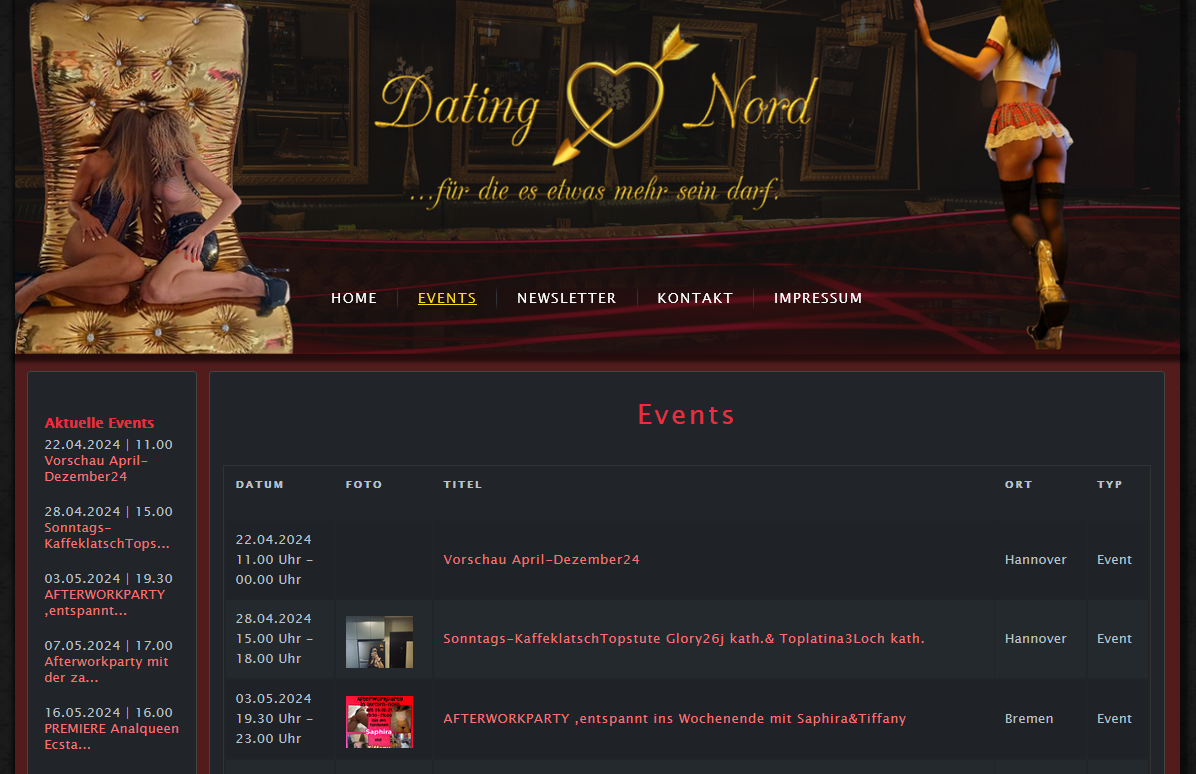 Dating Nord
...für die es etwas mehr sein darf.
HOME
EVENTS
NEWSLETTER
KONTAKT
IMPRESSUM
Aktuelle Events
22.04.2024 | 11.00
Vorschau April-
Dezember24
28.04.2024 | 15.00
Sonntags-
KaffeklatschTops...
03.05.2024 | 19.30
AFTERWORKPARTY
,entspannt...
07.05.2024 | 17.00
Afterworkparty mit
der za...
16.05.2024 | 16.00
PREMIERE Analqueen
Ecsta...
Events
DATUM FOTO TITEL ORT TYP
22.04.2024
11.00 Uhr -
00.00 Uhr
Vorschau April-Dezember24
Hannover
Event
28.04.2024
15.00 Uhr -
18.00 Uhr
Sonntags-KaffeklatschTopstute Glory26j kath.& Toplatina3Loch kath.
Hannover
Event
03.05.2024
19.30 Uhr -
23.00 Uhr
Saphira
Tiffany
AFTERWORKPARTY ,entspannt ins Wochenende mit Saphira&Tiffany
Bremen
Event